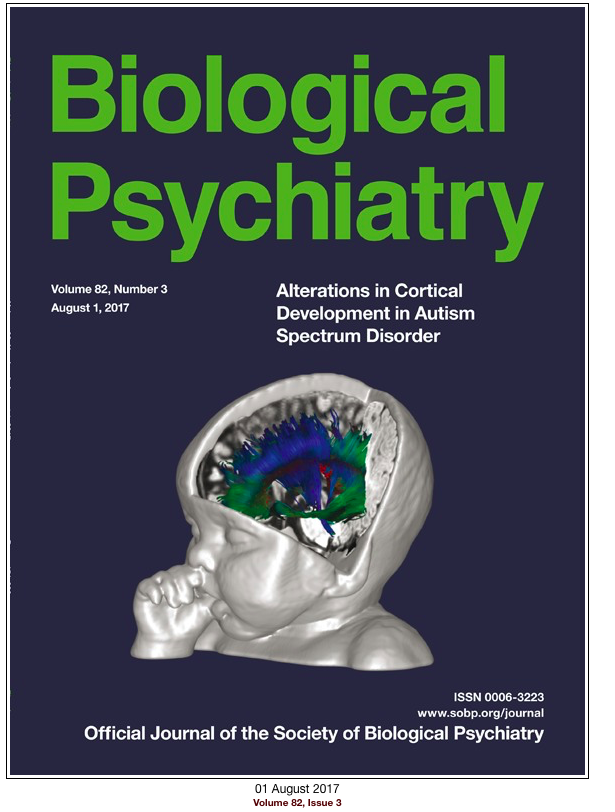 Biological
Psychiatry
Volume 82, Number 3
August 1, 2017
Alterations in Cortical
Development in Autism
Spectrum Disorder
ISSN 0006-3223
www.sobp.org/journal
Official Journal of the Society of Biological Psychiatry
01 August 2017
Volume 82, Issue 3